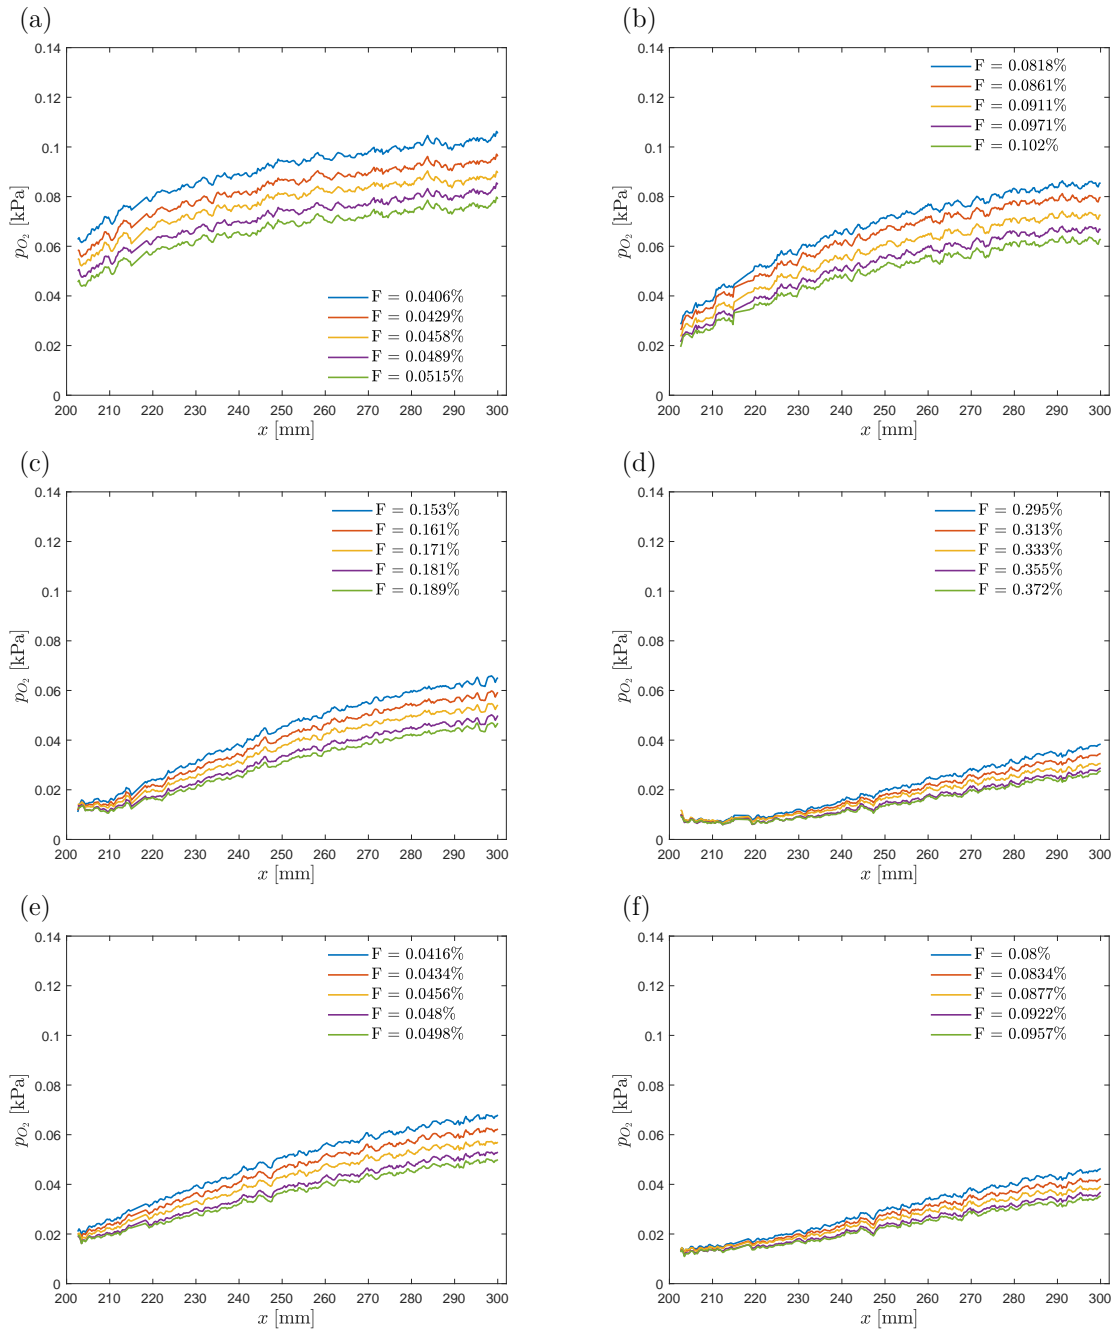 (a)
0.14
0.12
0.1
0.08
0.06
0.04
0.02
0
pO2 [kPa]
F = 0.0406%
F = 0.0429%
F = 0.0458%
F = 0.0489%
F = 0.0515%
200 210 220 230 240 250 260 270 280 290 300
x [mm]
(b)
0.14
0.12
0.1
0.08
0.06
0.04
0.02
0
pO2 [kPa]
F = 0.0818%
F = 0.0861%
F = 0.0911%
F = 0.0971%
F = 0.102%
200 210 220 230 240 250 260 270 280 290 300
x [mm]
(c)
0.14
0.12
0.1
0.08
0.06
0.04
0.02
0
pO2 [kPa]
F = 0.153%
F = 0.161%
F = 0.171%
F = 0.181%
F = 0.189%
200 210 220 230 240 250 260 270 280 290 300
x [mm]
(d)
0.14
0.12
0.1
0.08
0.06
0.04
0.02
0
pO2 [kPa]
F = 0.295%
F = 0.313%
F = 0.333%
F = 0.355%
F = 0.372%
200 210 220 230 240 250 260 270 280 290 300
x [mm]
(e)
0.14
0.12
0.1
0.08
0.06
0.04
0.02
0
pO2 [kPa]
F = 0.0416%
F = 0.0434%
F = 0.0456%
F = 0.048%
F = 0.0498%
200 210 220 230 240 250 260 270 280 290 300
x [mm]
(f)
0.14
0.12
0.1
0.08
0.06
0.04
0.02
0
pO2 [kPa]
F = 0.08%
F = 0.0834%
F = 0.0877%
F = 0.0922%
F = 0.0957%
200 210 220 230 240 250 260 270 280 290 300
x [mm]